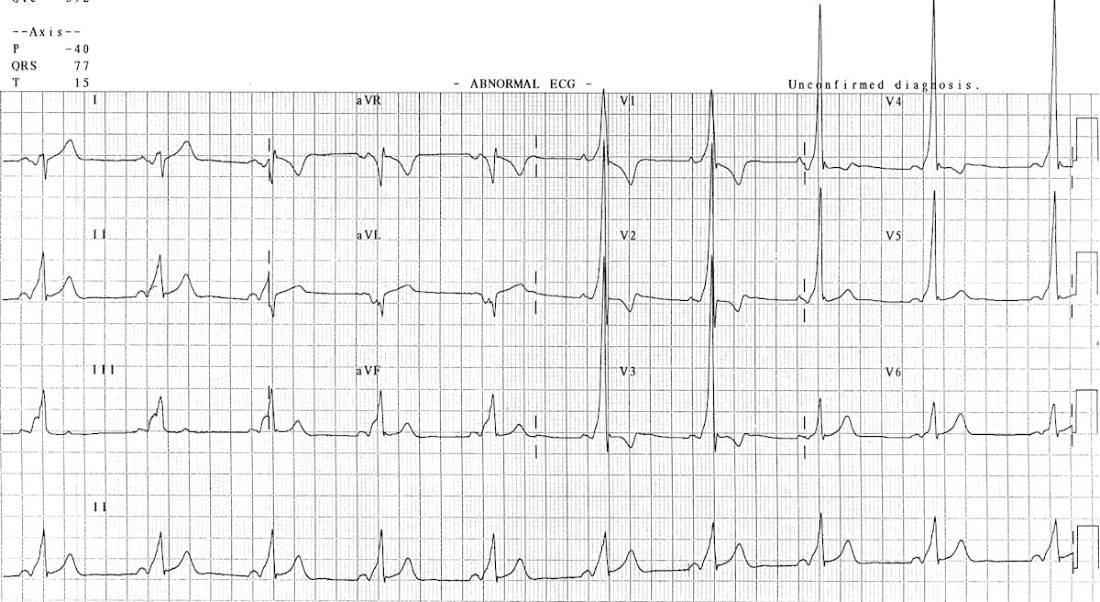 --Axis--
P -40
QRS 77
T 15
- ABNORMAL ECG - Unconfirmed diagnosis.
I aVR V1 V4
II aVL V2 V5
III aVF V3 V6
II